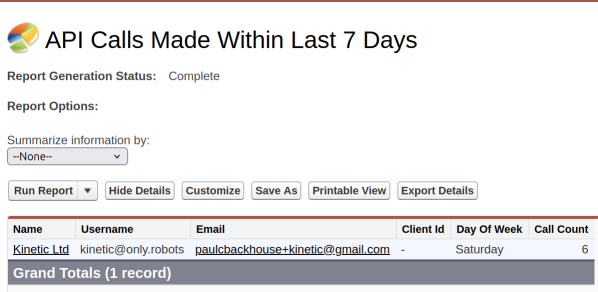 API Calls Made Within Last 7 Days
Report Generation Status: Complete
Report Options:
Summarize information by:
--None--
Run Report Hide Details Customize Save As Printable View Export Details
Name Username Email Client Id Day Of Week Call Count
Kinetic Ltd kinetic@only.robots paulcbackhouse+kinetic@gmail.com - Saturday 6
Grand Totals (1 record)